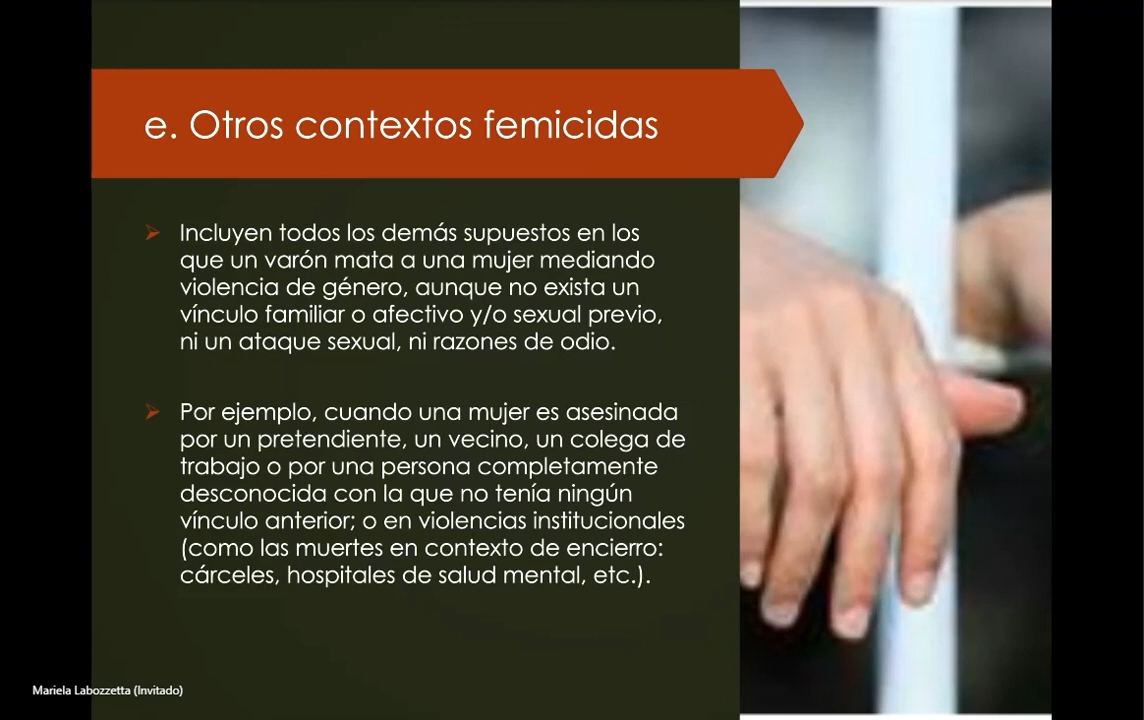 e. Otros contextos femicidas
Incluyen todos los demás supuestos en los
que un varón mata a una mujer mediando
violencia de género, aunque no exista un
vínculo familiar o afectivo y/o sexual previo,
ni un ataque sexual, ni razones de odio.
Por ejemplo, cuando una mujer es asesinada
por un pretendiente, un vecino, un colega de
trabajo o por una persona completamente
desconocida con la que no tenía ningún
vínculo anterior; o en violencias institucionales
(como las muertes en contexto de encierro:
cárceles, hospitales de salud mental, etc.).
Mariela Labozzetta (Invitado)